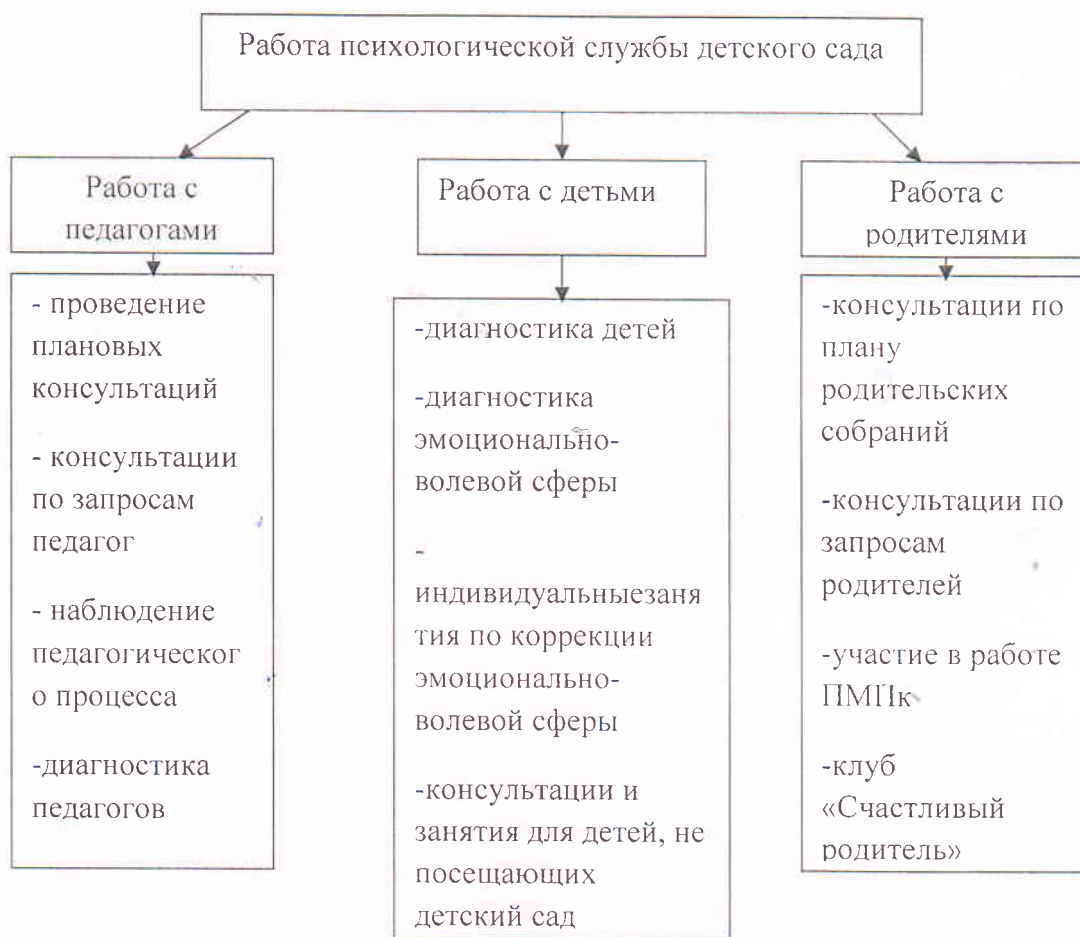 Работа психологической службы детского сада
Работа с
педагогами
Работа с детьми
Работа с
родителями
- проведение
плановых
консультаций
- консультации
по запросам
педагог
- наблюдение
педагогическог
о процесса
-диагностика
педагогов
-диагностика детей
-диагностика
эмоционально-
волевой сферы
-
индивидуальныезаня
тия по коррекции
эмоционально-
волевой сферы
-консультации и
занятия для детей, не
посещающих
детский сад
-консультации по
плану
родительских
собраний
-консультации по
запросам
родителей
-участие в работе
ПМПк
-клуб
«Счастливый
родитель»